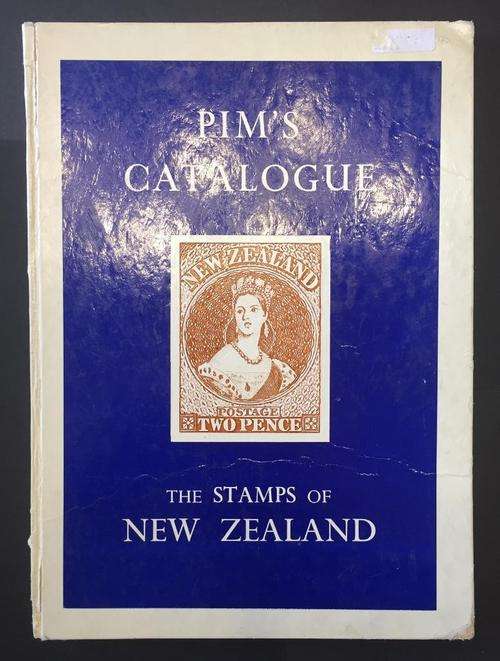 PIM'S
CATALOGUE
NEW ZEALAND
POSTAGE
TWO PENCE
THE STAMPS OF
NEW ZEALAND